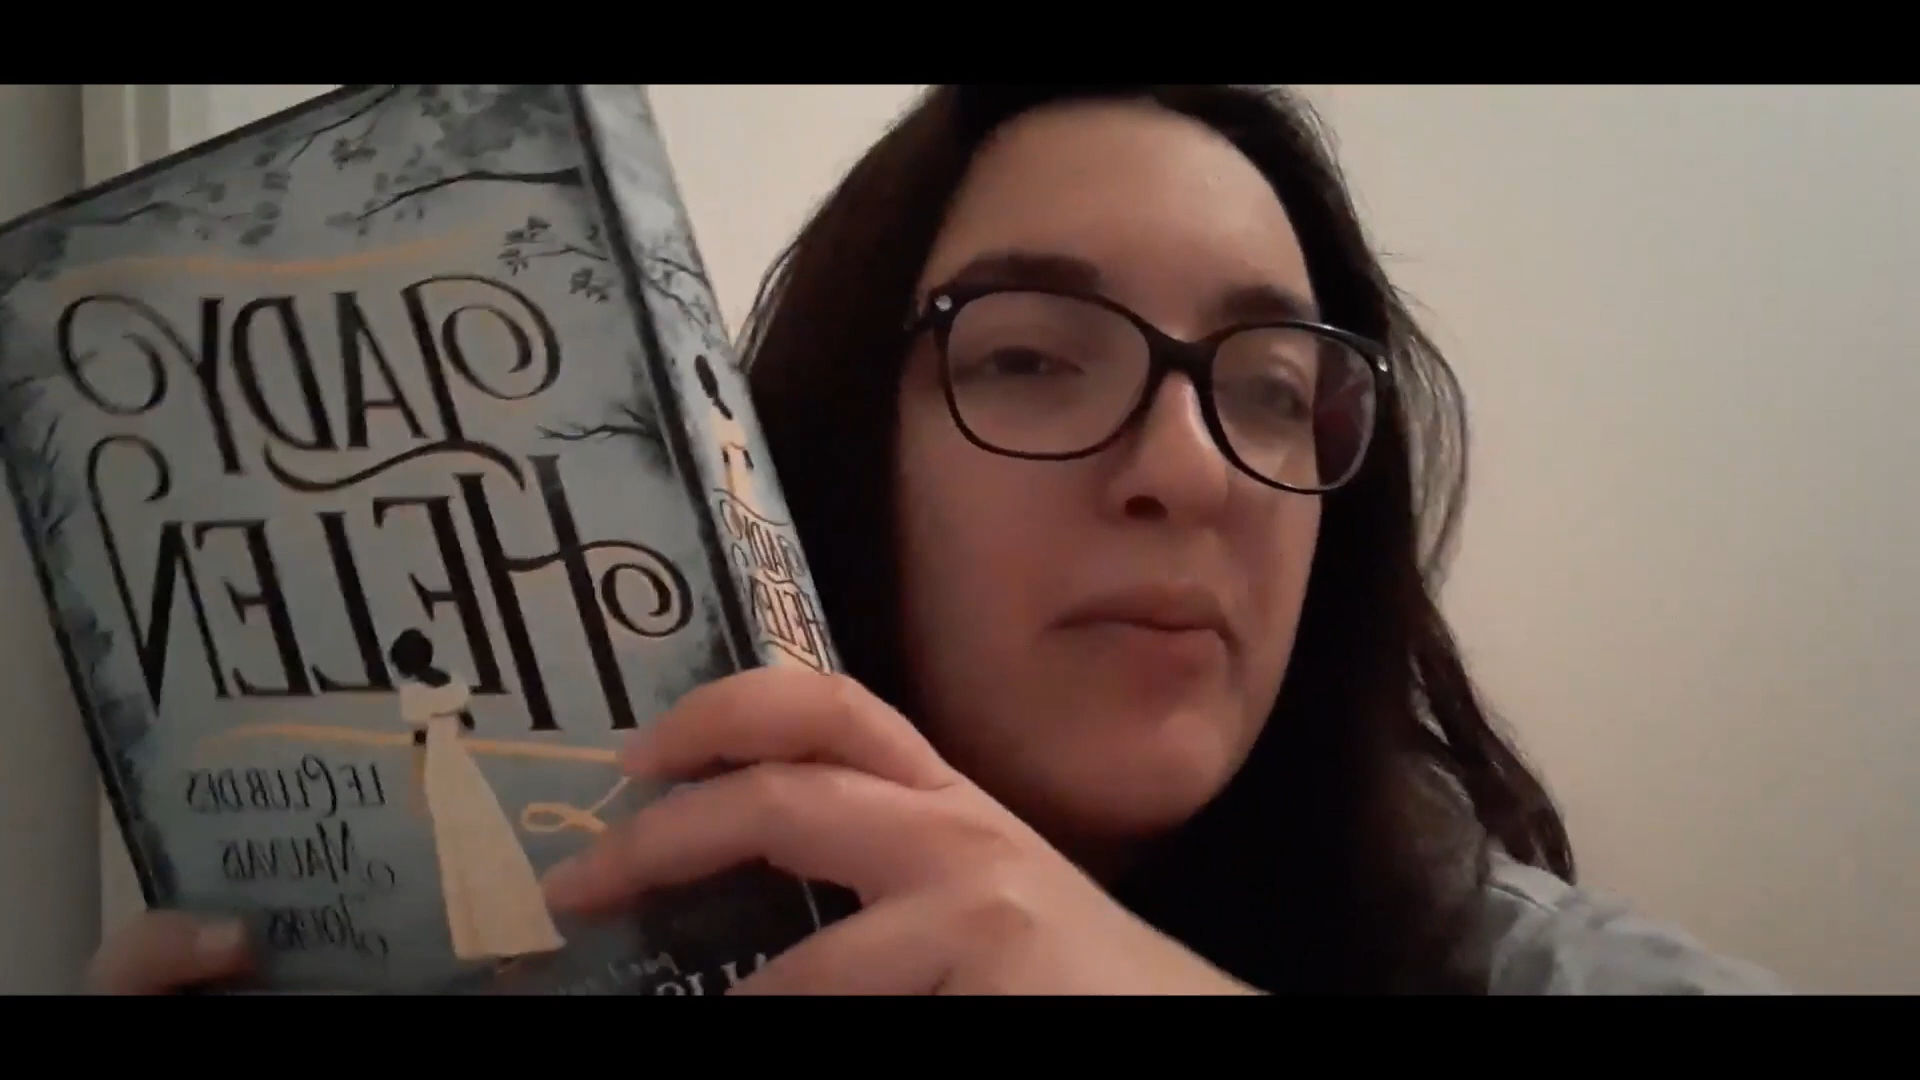 LADY
HELEN
LE CLUB DES
MAUVAIS
JOURS
LADY
HELEN